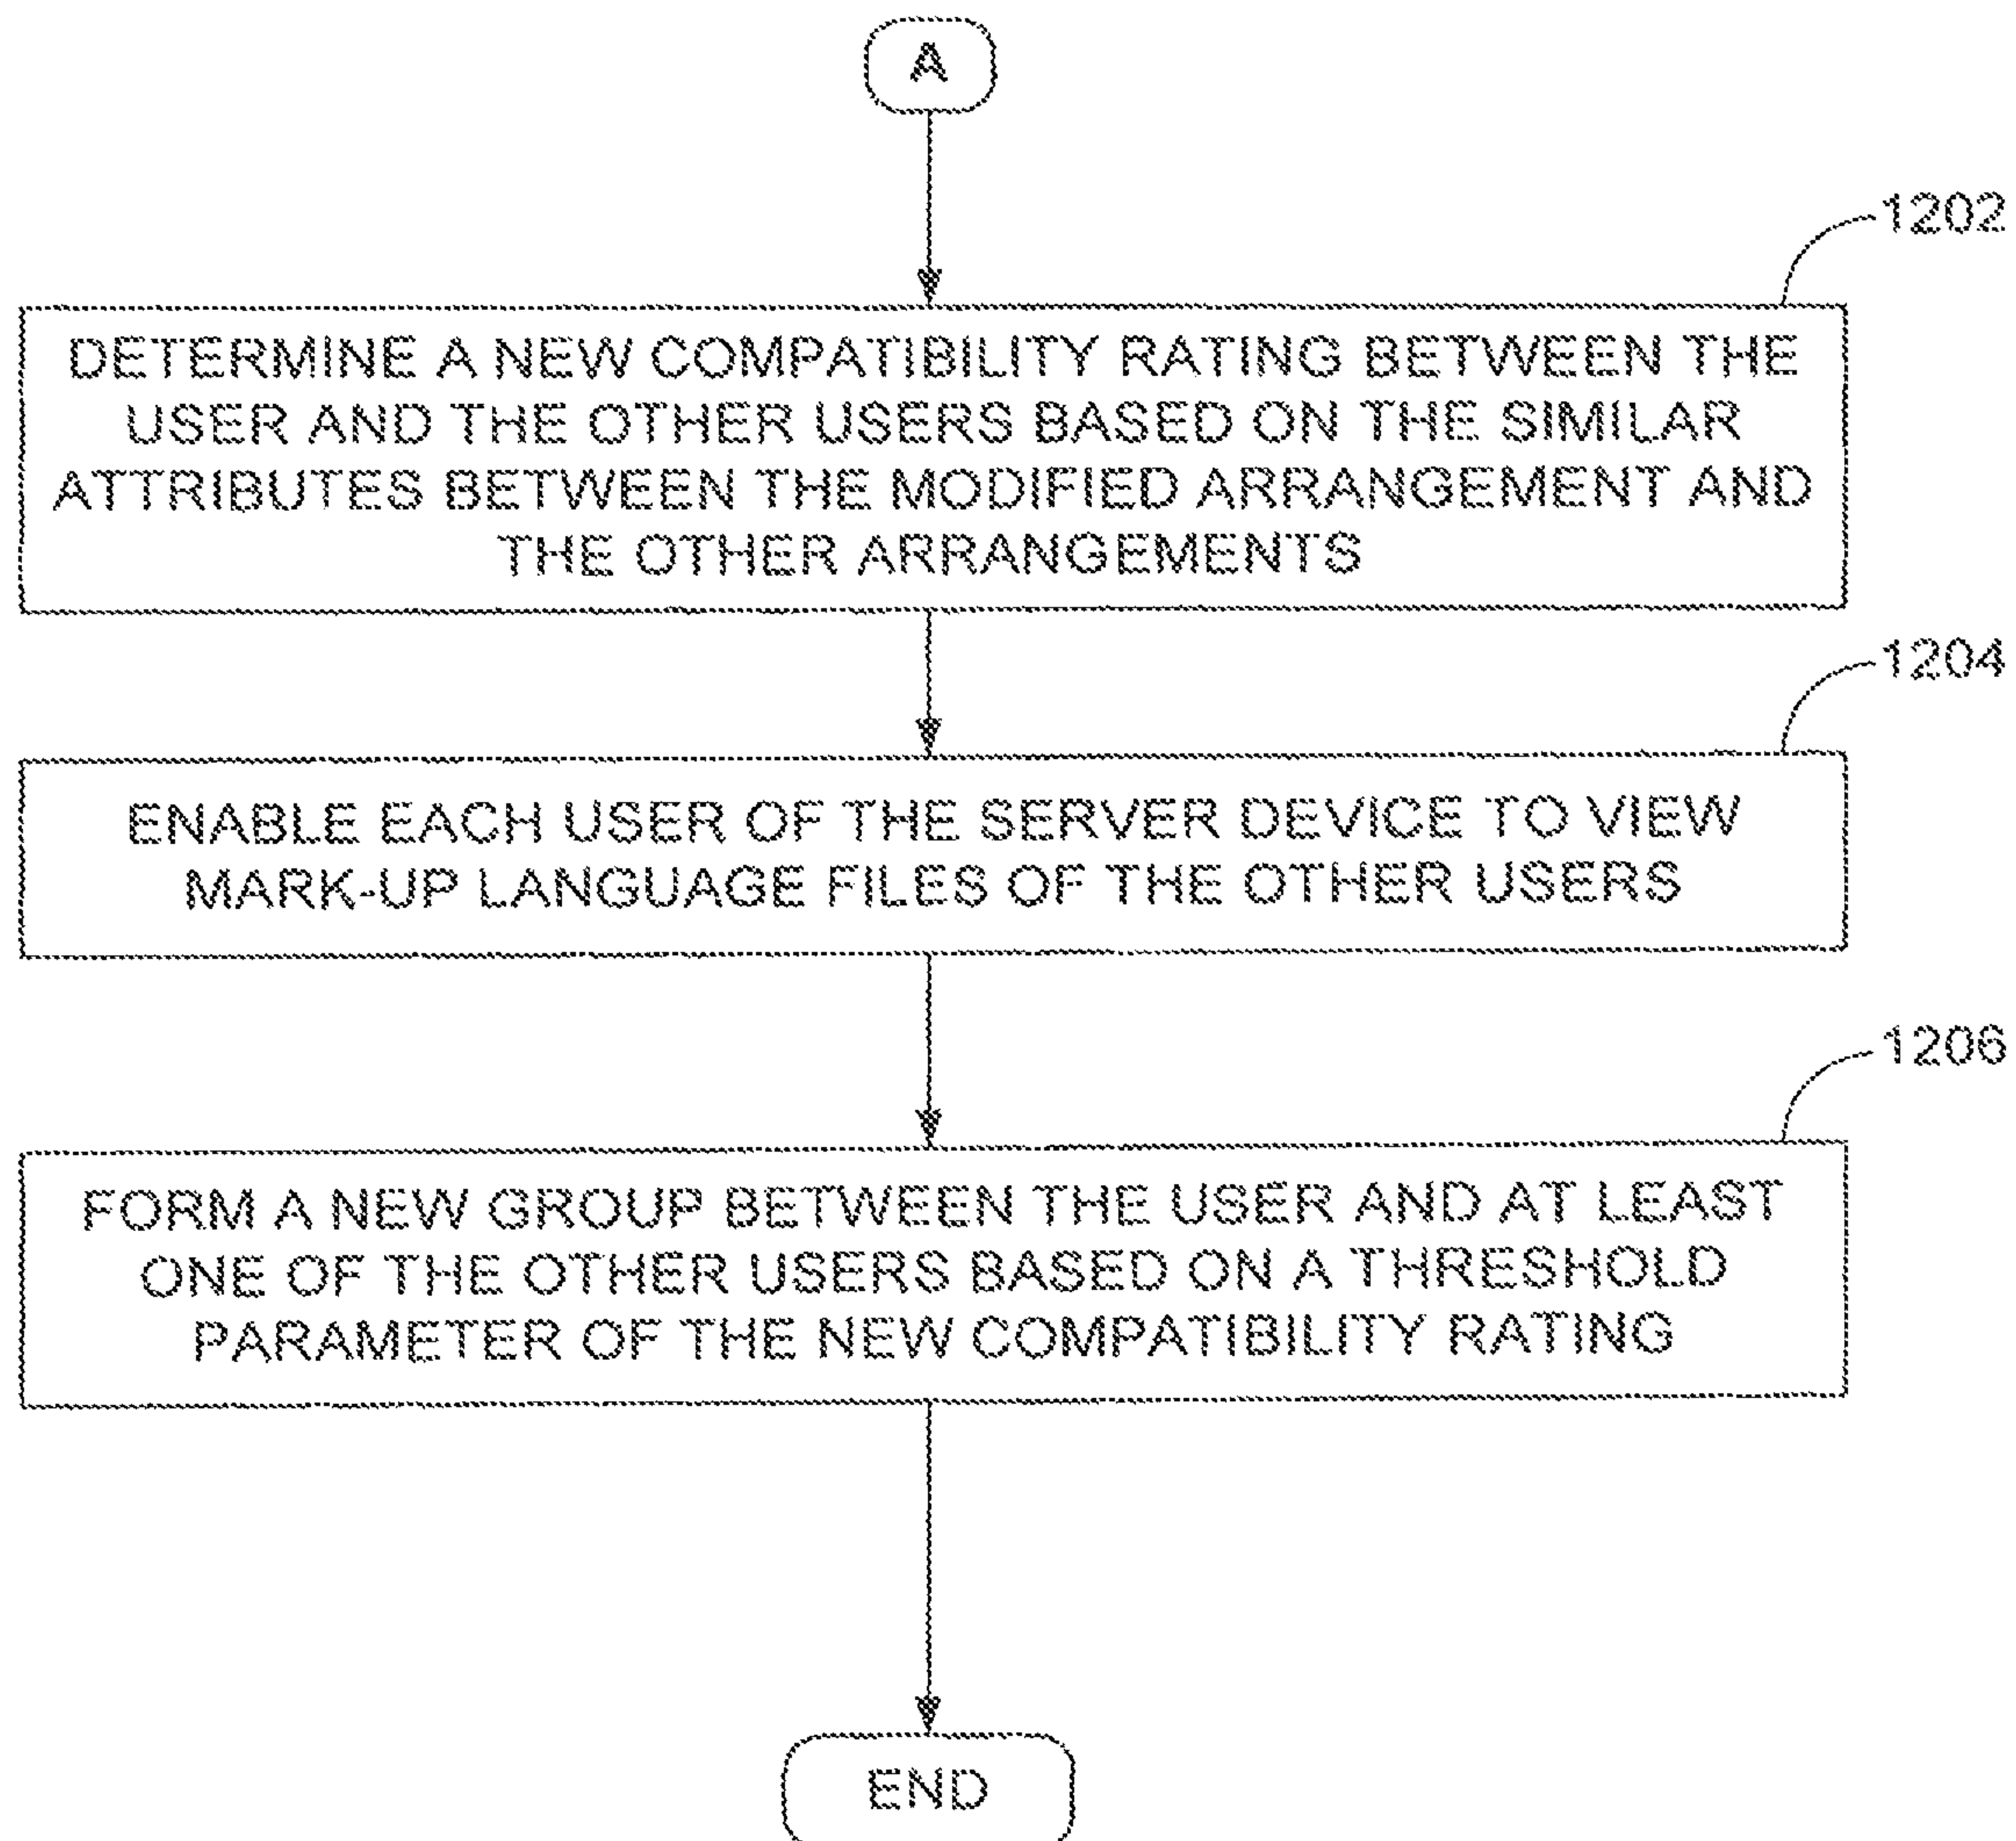 A
1202
DETERMINE A NEW COMPATIBILITY RATING BETWEEN THE
USER AND THE OTHER USERS BASED ON THE SIMILAR
ATTRIBUTES BETWEEN THE MODIFIED ARRANGEMENT AND
THE OTHER ARRANGEMENTS
1204
ENABLE EACH USER OF THE SERVER DEVICE TO VIEW
MARK-UP LANGUAGE FILES OF THE OTHER USERS
1206
FORM A NEW GROUP BETWEEN THE USER AND AT LEAST
ONE OF THE OTHER USERS BASED ON A THRESHOLD
PARAMETER OF THE NEW COMPATIBILITY RATING
END